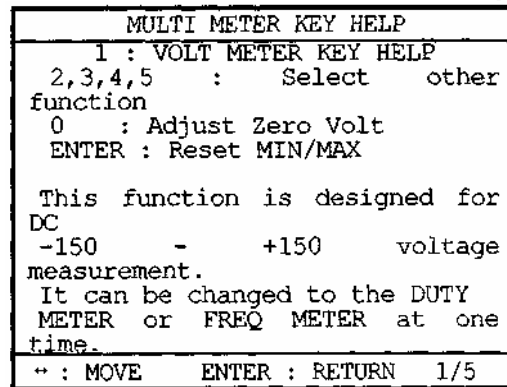 MULTI METER KEY HELP
1 : VOLT METER KEY HELP
2,3,4,5 : Select other
function
0 : Adjust Zero Volt
ENTER : Reset MIN/MAX
This function is designed for
DC
-150 - +150 voltage
measurement.
It can be changed to the DUTY
METER or FREQ METER at one
time.
↔ : MOVE ENTER : RETURN 1/5